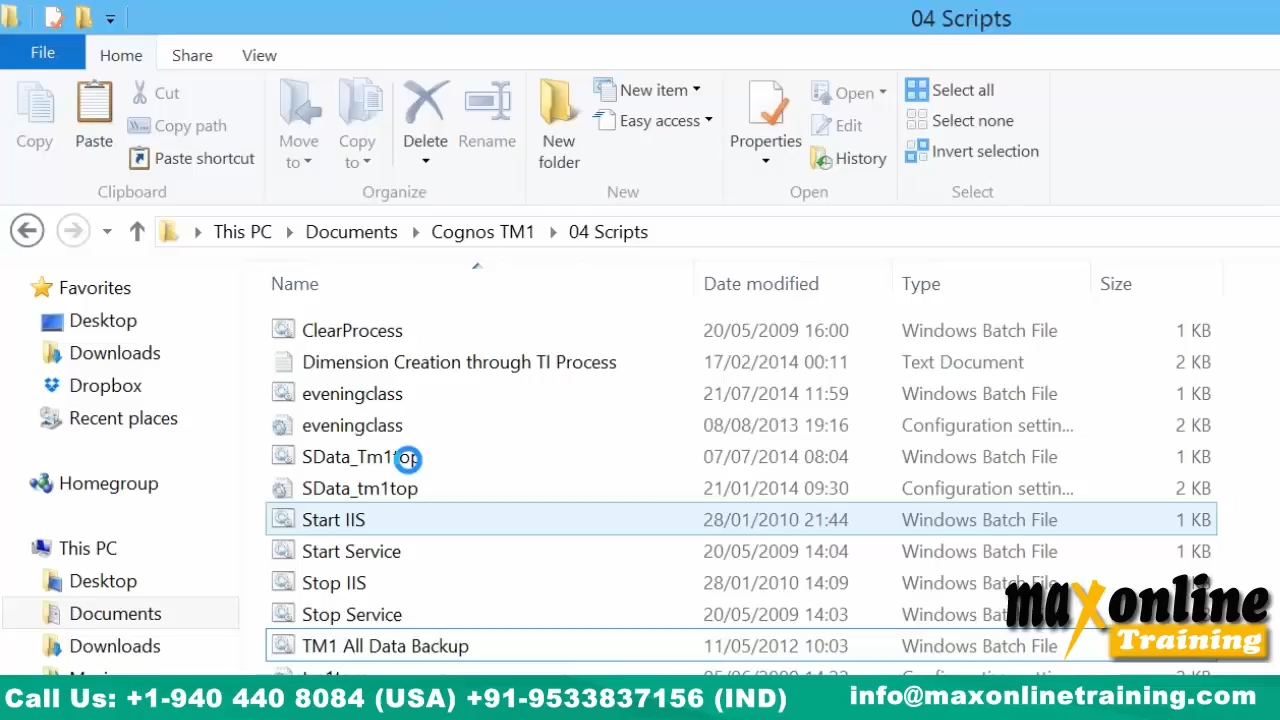 04 Scripts
File Home Share View
Copy Paste Cut Copy path Paste shortcut Move to Copy to Delete Rename New folder New item Easy access Properties Open Edit History Select all Select none Invert selection
Clipboard Organize New Open Select
This PC Documents Cognos TM1 04 Scripts
Name Date modified Type Size
Favorites
Desktop
Downloads
Dropbox
Recent places
Homegroup
This PC
Desktop
Documents
Downloads
ClearProcess 20/05/2009 16:00 Windows Batch File 1 KB
Dimension Creation through TI Process 17/02/2014 00:11 Text Document 2 KB
eveningclass 21/07/2014 11:59 Windows Batch File 1 KB
eveningclass 08/08/2013 19:16 Configuration settin... 2 KB
SData_Tm1top 07/07/2014 08:04 Windows Batch File 1 KB
SData_tm1top 21/01/2014 09:30 Configuration settin... 2 KB
Start IIS 28/01/2010 21:44 Windows Batch File 1 KB
Start Service 20/05/2009 14:04 Windows Batch File 1 KB
Stop IIS 28/01/2010 14:09 Windows Batch File
Stop Service 20/05/2009 14:03 Windows Batch File
TM1 All Data Backup 11/05/2012 10:03 Windows Batch File
maxonline
Training
Call Us: +1-940 440 8084 (USA) +91-9533837156 (IND) info@maxonlinetraining.com